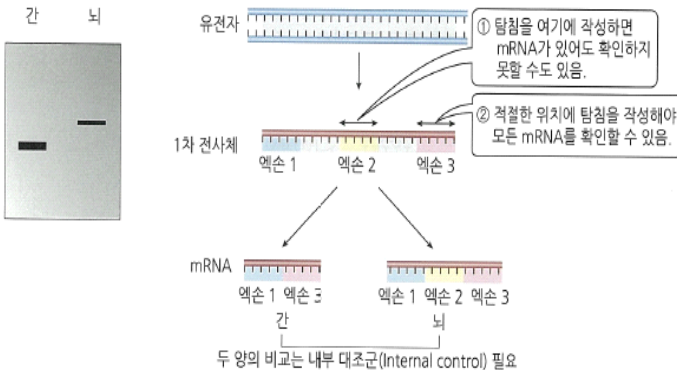 간 뇌
유전자
① 탐침을 여기에 작성하면
mRNA가 있어도 확인하지
못할 수도 있음.
② 적절한 위치에 탐침을 작성해야
모든 mRNA를 확인할 수 있음.
1차 전사체
엑손 1 엑손 2 엑손 3
mRNA
엑손 1 엑손 3 엑손 1 엑손 2 엑손 3
간 뇌
두 양의 비교는 내부 대조군(Internal control) 필요